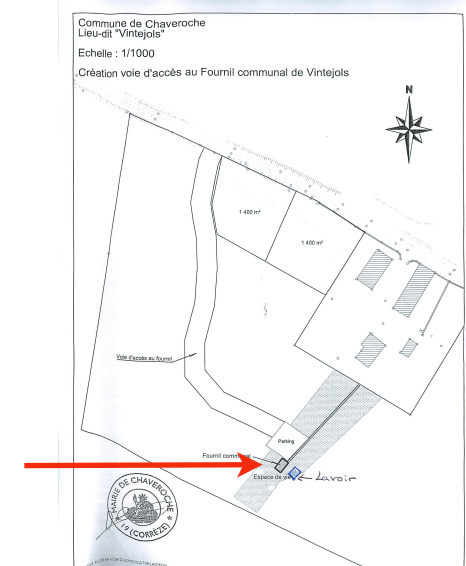 Commune de Chaveroche
Lieu-dit "Vintejols"
Echelle : 1/1000
Création voie d'accès au Fournil communal de Vintejols
N
1 400 m²
1 400 m²
Voie d'accès au fournil
Parking
Fournil communal
Espace de vie
Lavoir
MAIRIE DE CHAVEROCHE
* 19 (CORRÈZE) *